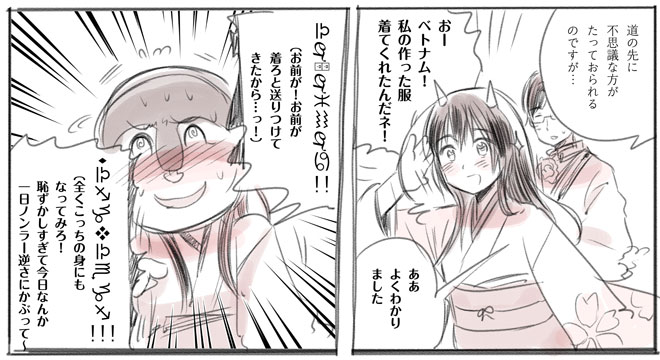 道の先に
不思議な方が
たっておられる
のですが…
おー
ベトナム!
私の作った服
着てくれたんだネ!
ああ
よくわかり
ました
(お前が!お前が
着ろと送りつけて
きたから…っ!)
(全くこっちの身にも
なってみろ!
恥ずかしすぎて今日なんか
一日ノンラー逆さにかぶって〜